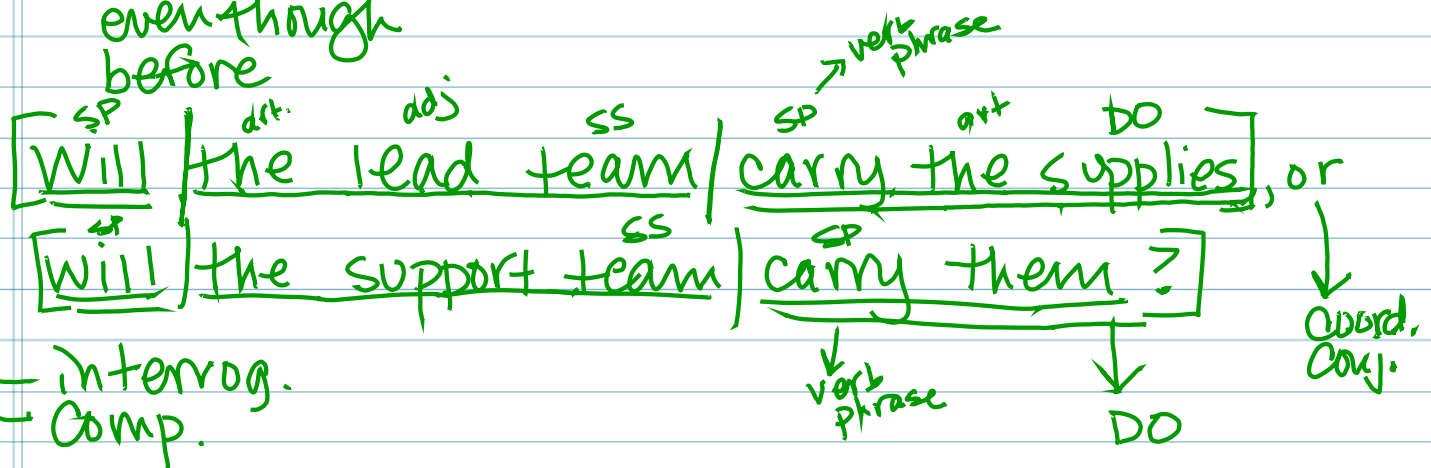 even though
before
verb
phrase
SP art. adj SS SP art DO
Will the lead team carry the supplies, or
SP SS SP
will the support team carry them?
Coord.
Conj.
- interrog.
- Comp.
verb
phrase
DO